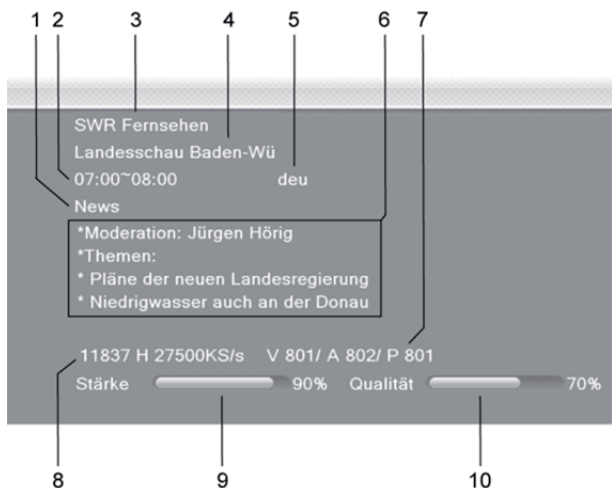 1 2 3 4 5 6 7
SWR Fernsehen
Landesschau Baden-Wü
07:00~08:00 deu
News
*Moderation: Jürgen Hörig
*Themen:
* Pläne der neuen Landesregierung
* Niedrigwasser auch an der Donau
11837 H 27500KS/s V 801/ A 802/ P 801
Stärke 90% Qualität 70%
8 9 10